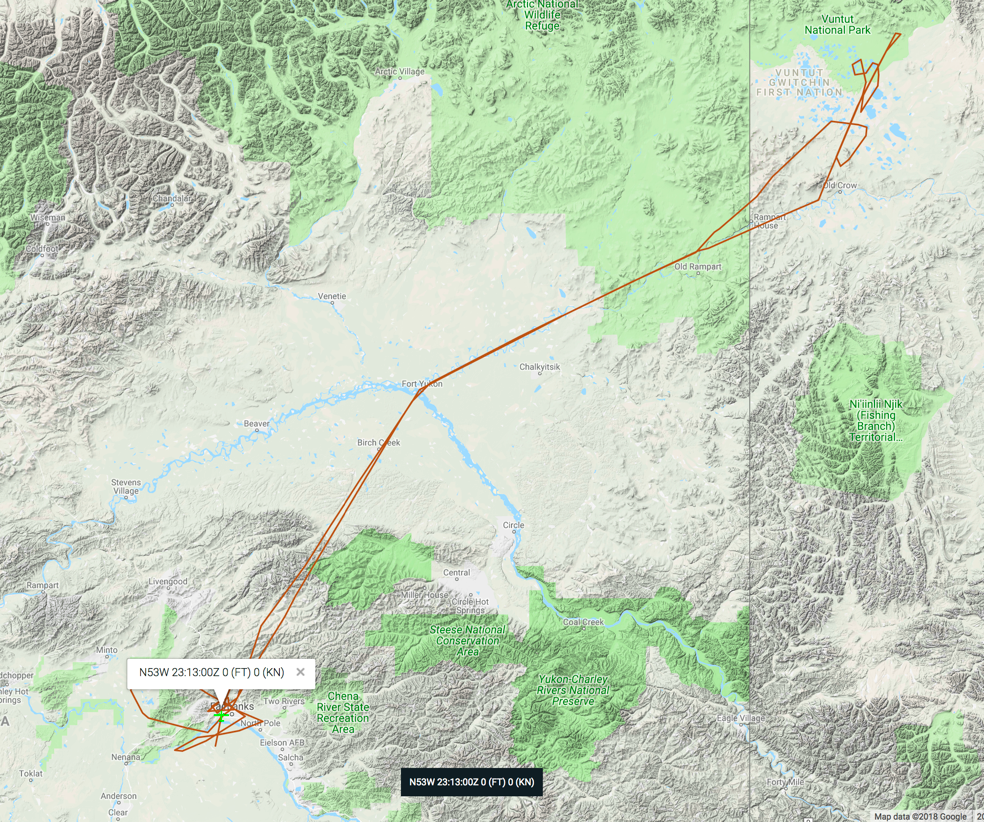 Arctic National
Wildlife
Refuge
Vuntut
National Park
Arctic Village
VUNTUT
GWITCHIN
FIRST NATION
Chandalar
Old Crow
Wiseman
Rampart
House
Coldfoot
Old Rampart
Venetie
Chalkyitsik
Fort Yukon
Ni'iinlii Njik
(Fishing
Branch)
Territorial...
Beaver
Birch Creek
Stevens
Village
Circle
Central
Livengood
Rampart
Miller House
Circle Hot
Springs
Coal Creek
Steese National
Conservation
Area
Minto
N53W 23:13:00Z 0 (FT) 0 (KN) ×
Yukon-Charley
Rivers National
Preserve
Hot
Springs
Chena
River State
Recreation
Area
Two Rivers
Fairbanks
North Pole
Eagle Village
Eielson AFB
Nenana
Salcha
Toklat
N53W 23:13:00Z 0 (FT) 0 (KN)
Forty Mile
Anderson
Clear
Map data ©2018 Google